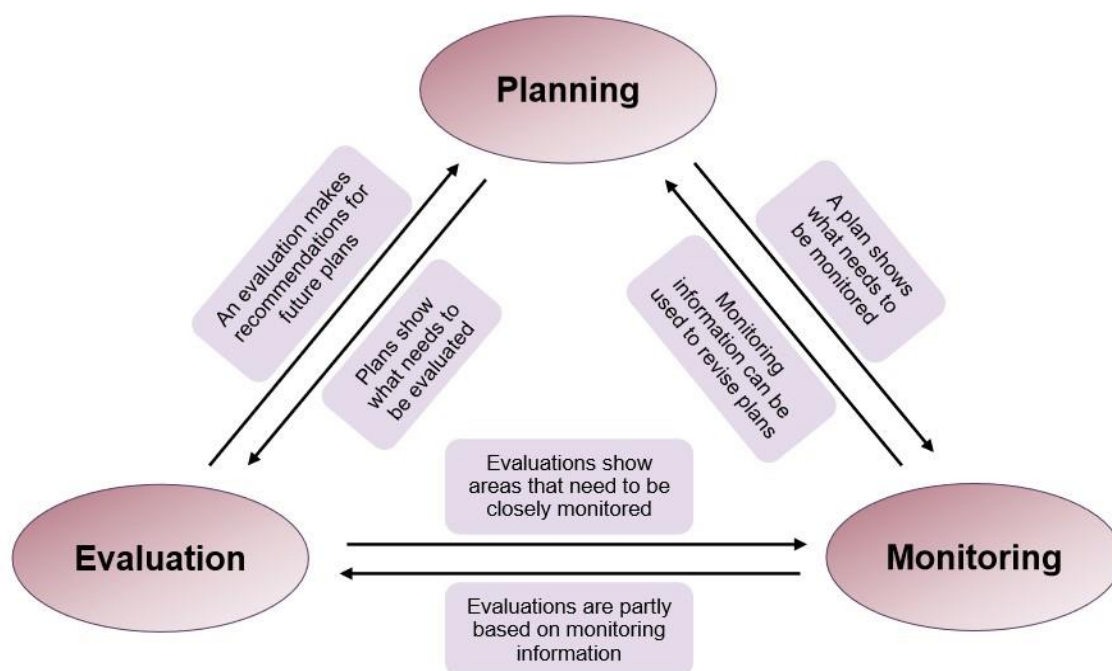 Planning
An evaluation makes
recommendations for
future plans
Plans show
what needs to
be evaluated
A plan shows
what needs to
be monitored
Monitoring
information can be
used to revise plans
Evaluations show
areas that need to be
closely monitored
Evaluation
Monitoring
Evaluations are partly
based on monitoring
information